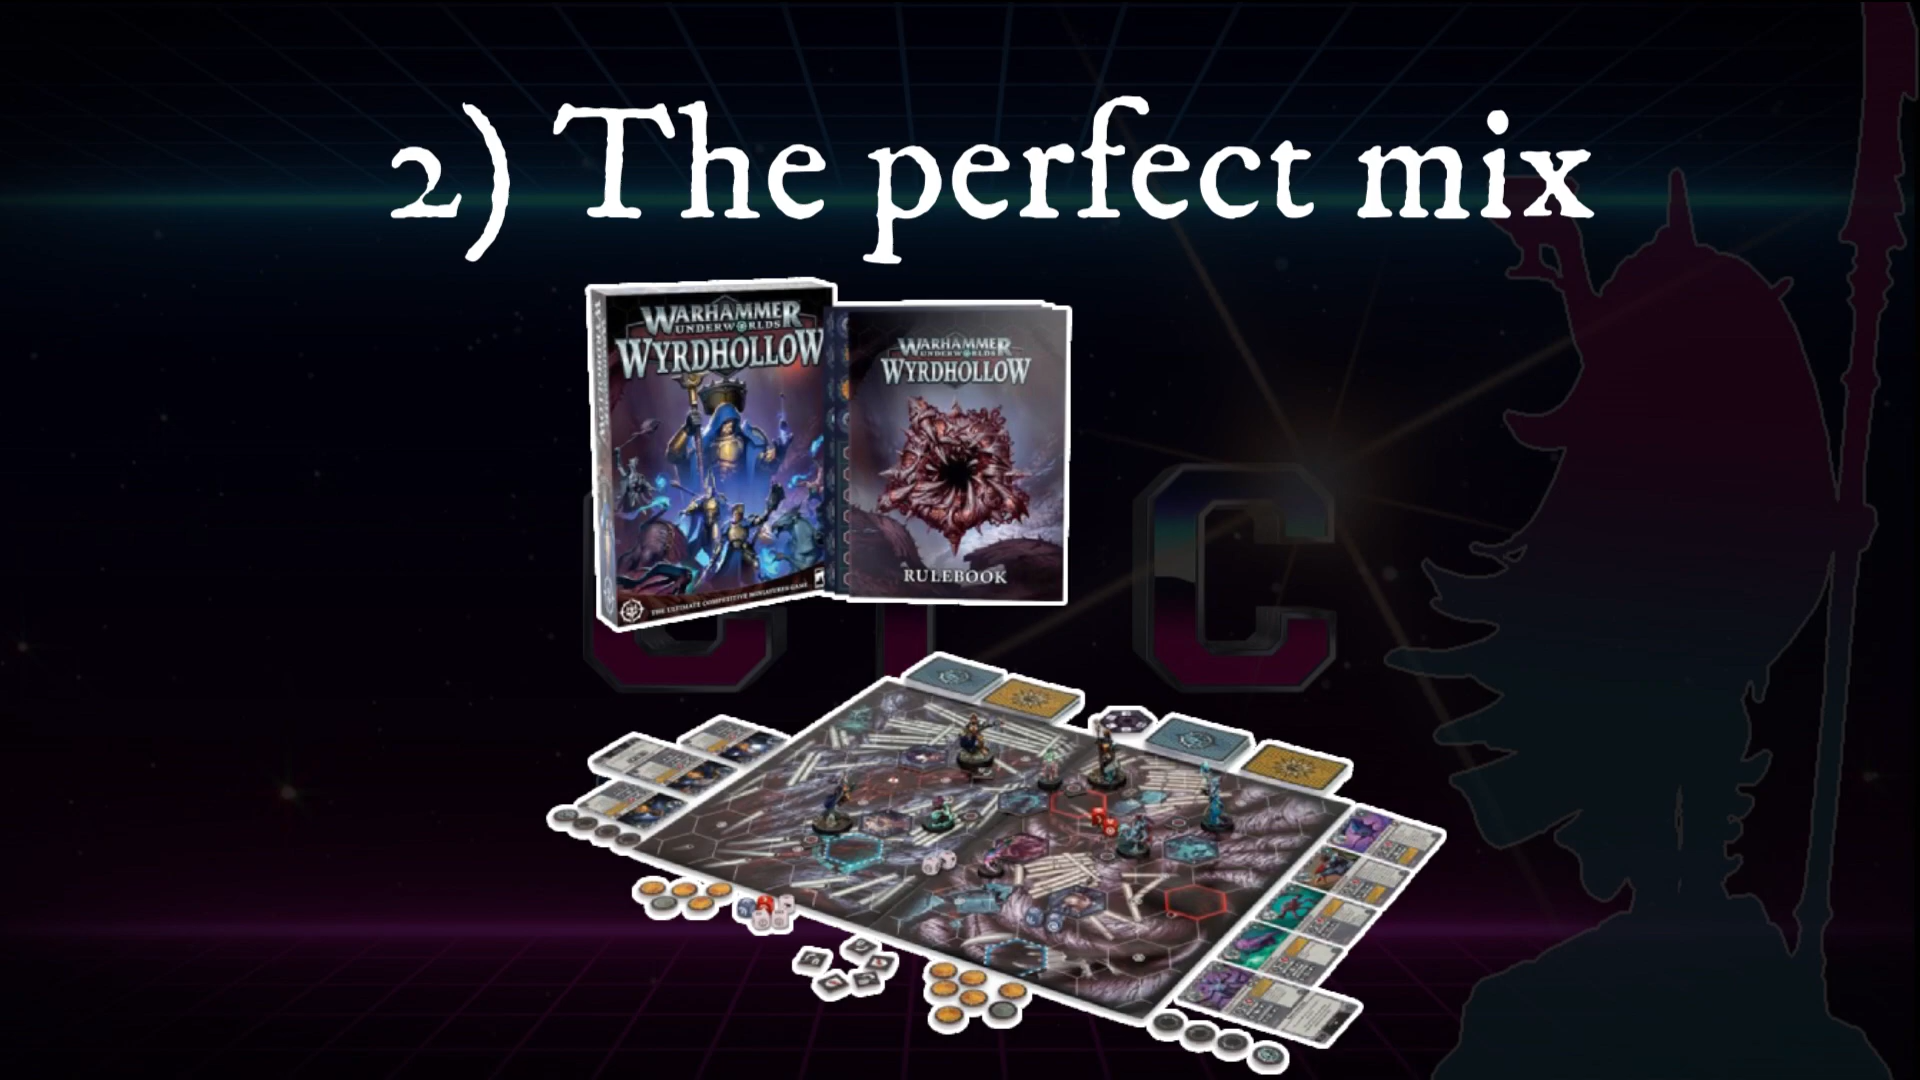 2) The perfect mix
WARHAMMER
UNDERWORLDS
WYRDHOLLOW
THE ULTIMATE COMPETITIVE MINIATURES GAME
WARHAMMER
UNDERWORLDS
WYRDHOLLOW
RULEBOOK
C